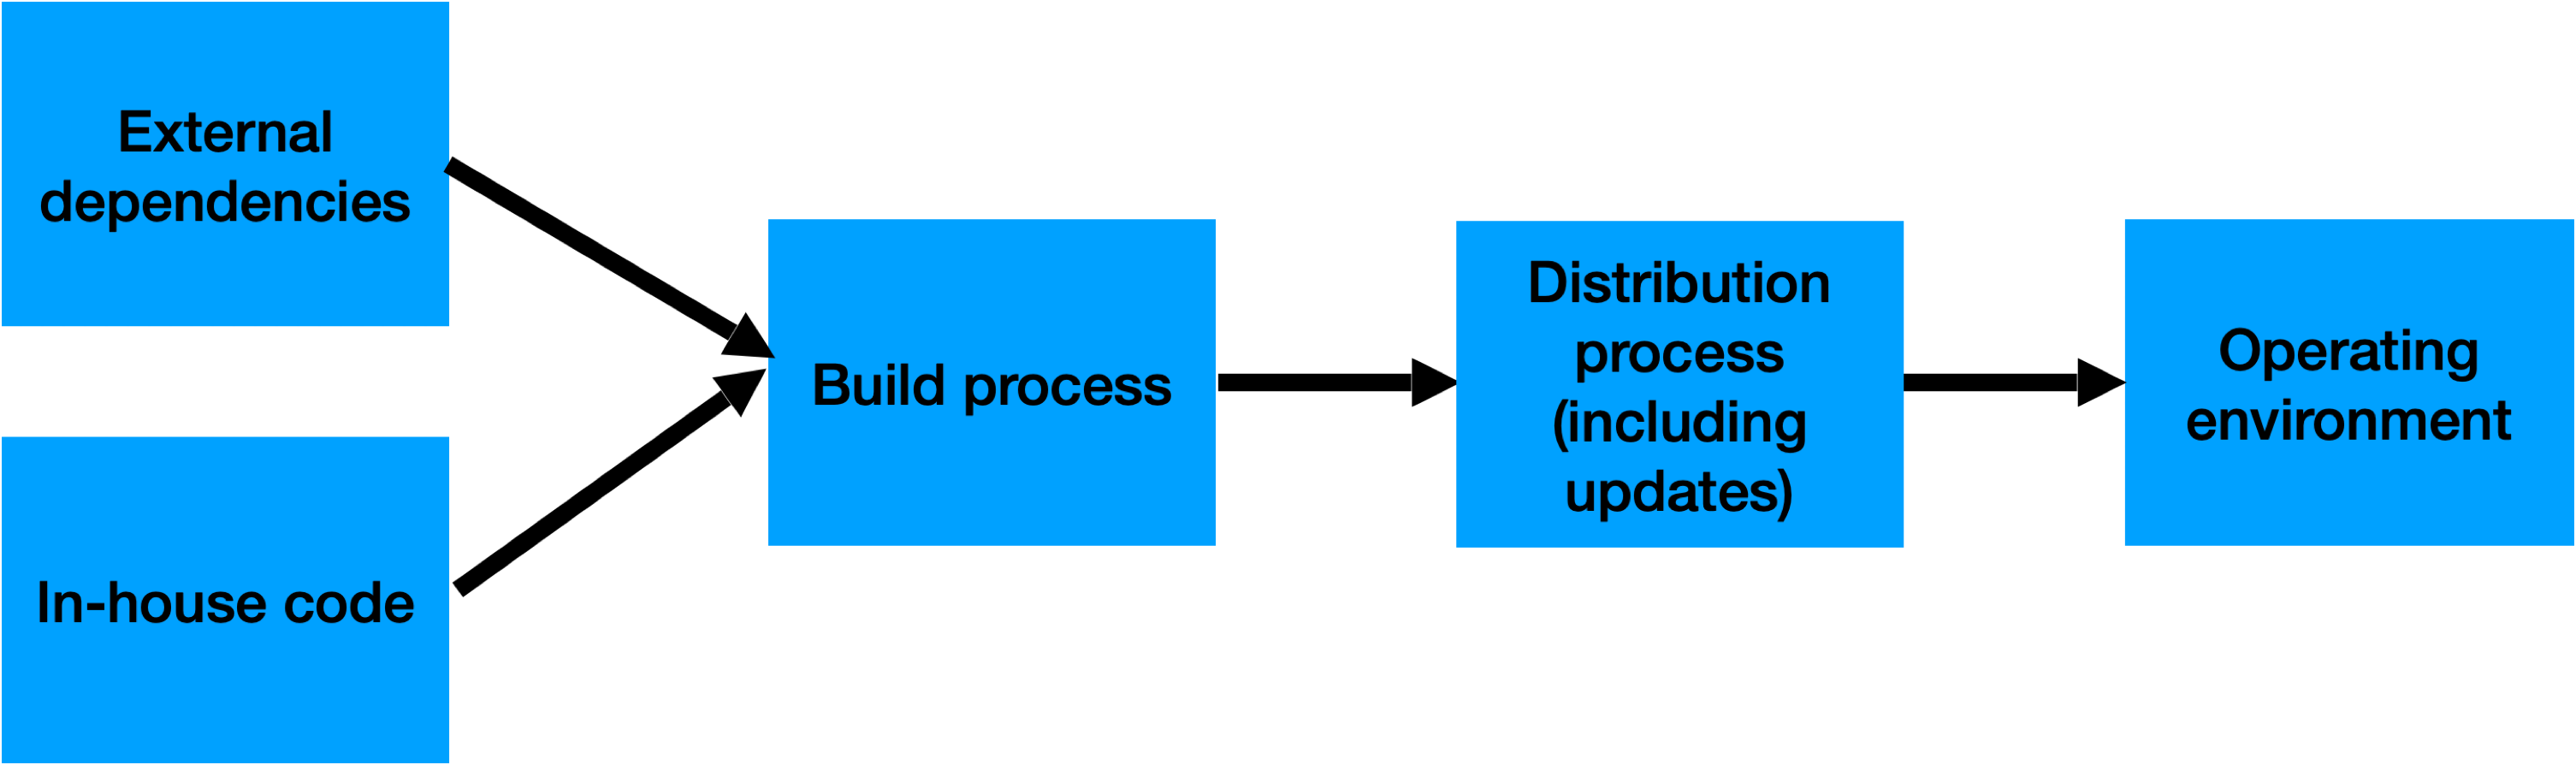 External
dependencies
In-house code
Build process
Distribution
process
(including
updates)
Operating
environment